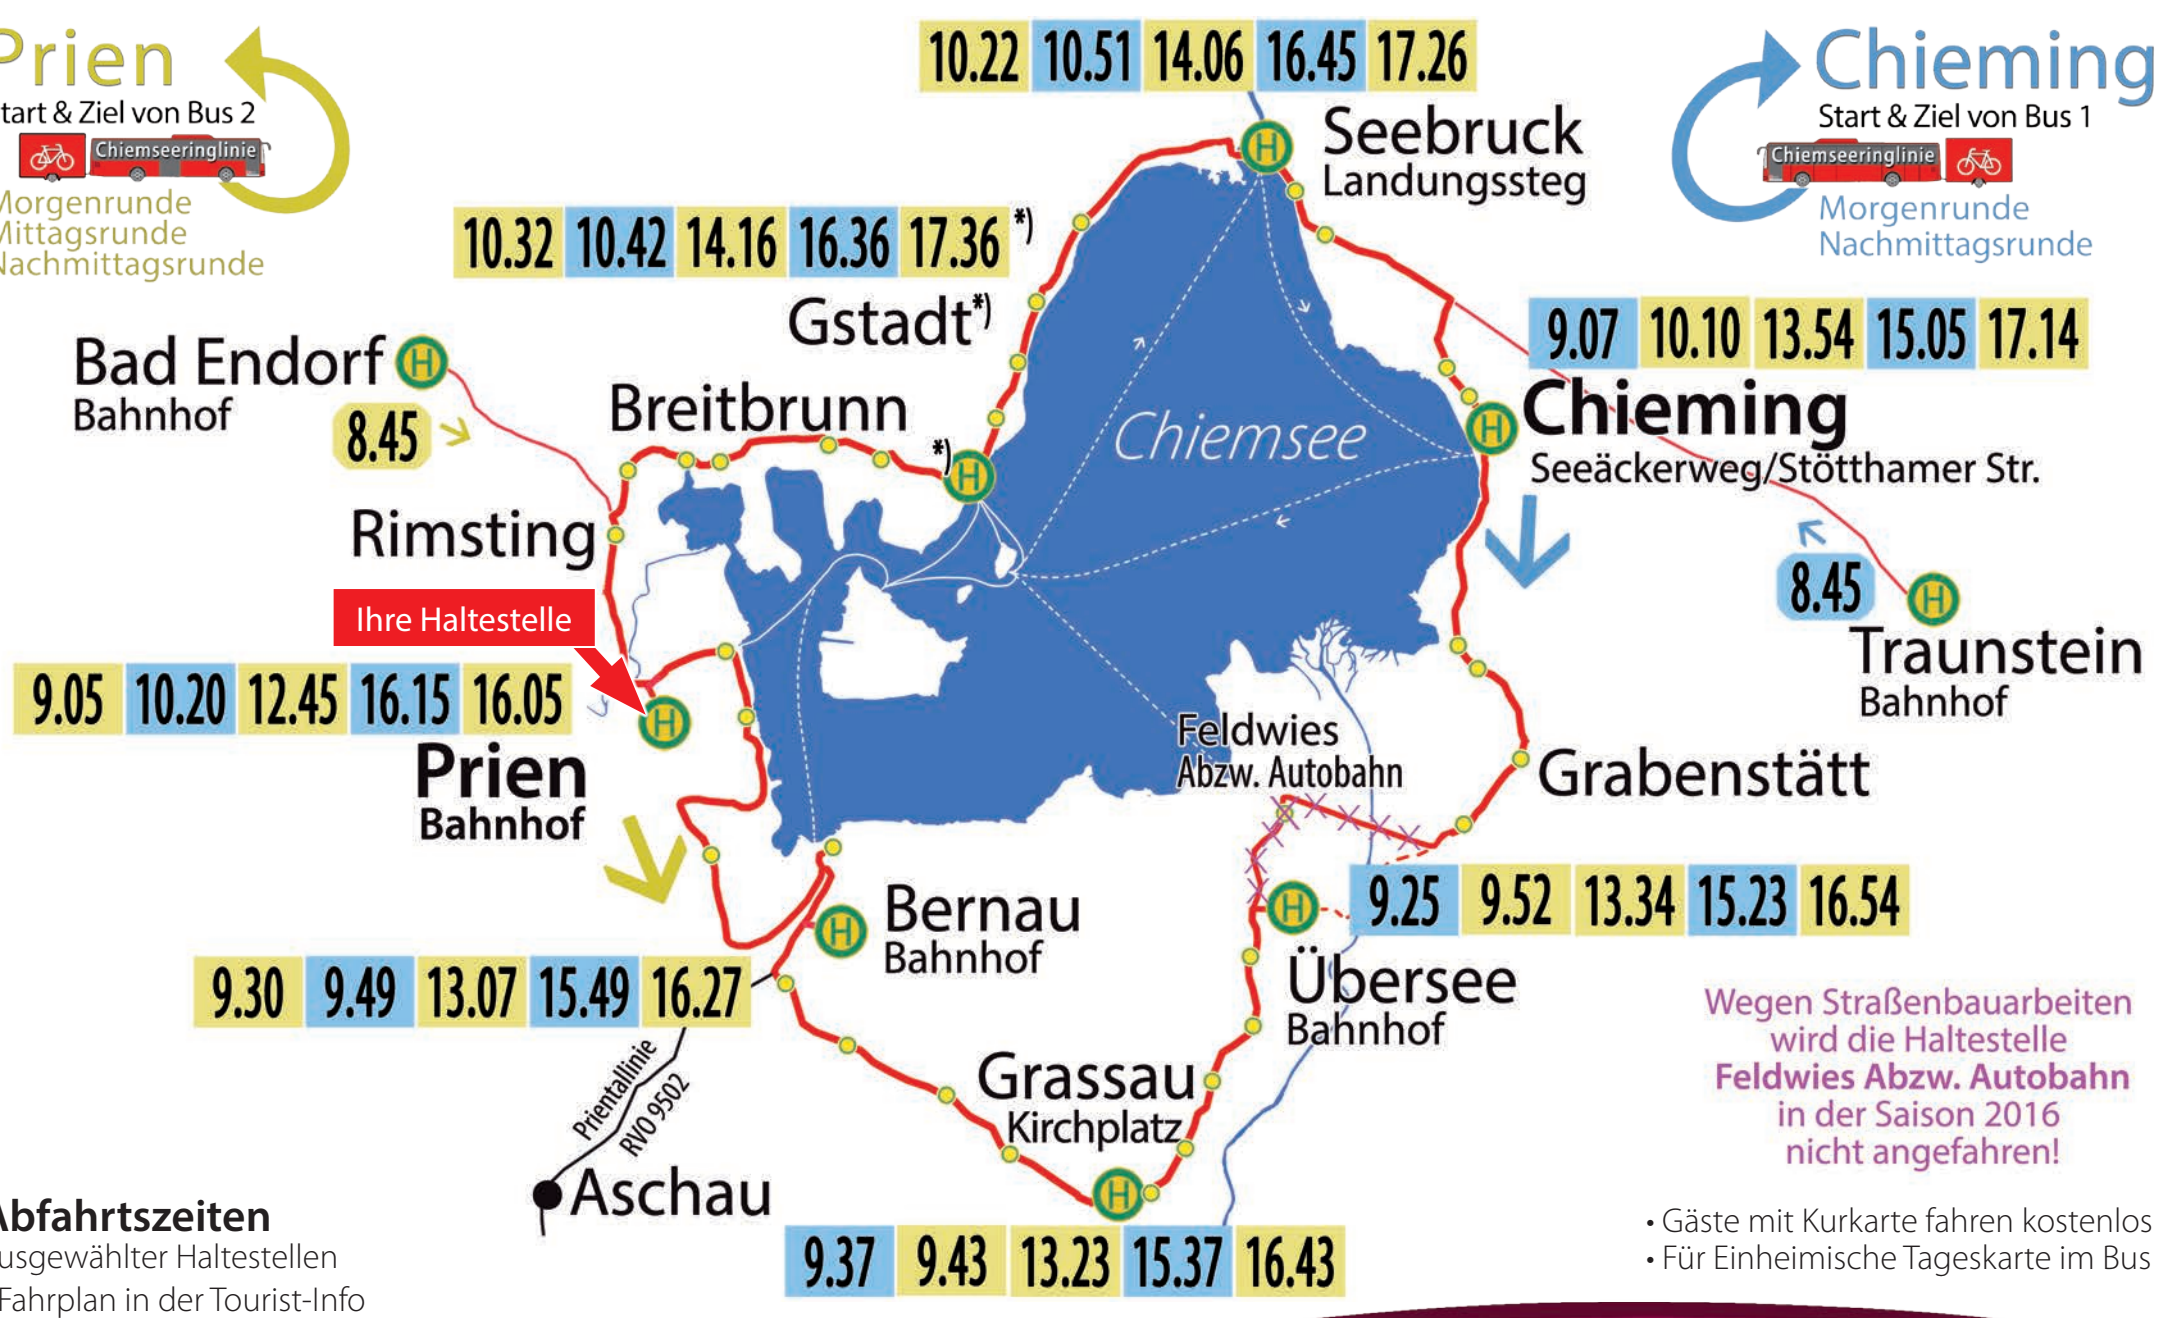 Prien
Start & Ziel von Bus 2
Chiemseeringlinie
Morgenrunde
Mittagsrunde
Nachmittagsrunde
10.22 10.51 14.06 16.45 17.26
Seebruck
Landungssteg
Chieming
Start & Ziel von Bus 1
Chiemseeringlinie
Morgenrunde
Nachmittagsrunde
10.32 10.42 14.16 16.36 17.36 *)
Gstadt*)
*)
9.07 10.10 13.54 15.05 17.14
Chieming
Seeäckerweg/Stötthamer Str.
Bad Endorf H
Bahnhof
8.45
Breitbrunn
Chiemsee
Rimsting
8.45
Traunstein
Bahnhof
Ihre Haltestelle
9.05 10.20 12.45 16.15 16.05
Prien
Bahnhof
Feldwies
Abzw. Autobahn
Grabenstätt
9.25 9.52 13.34 15.23 16.54
Übersee
Bahnhof
Bernau
Bahnhof
9.30 9.49 13.07 15.49 16.27
Prientallinie
RVO 9502
Aschau
Grassau
Kirchplatz
9.37 9.43 13.23 15.37 16.43
Wegen Straßenbauarbeiten
wird die Haltestelle
Feldwies Abzw. Autobahn
in der Saison 2016
nicht angefahren!
• Gäste mit Kurkarte fahren kostenlos
• Für Einheimische Tageskarte im Bus
Abfahrtszeiten
ausgewählter Haltestellen
Fahrplan in der Tourist-Info